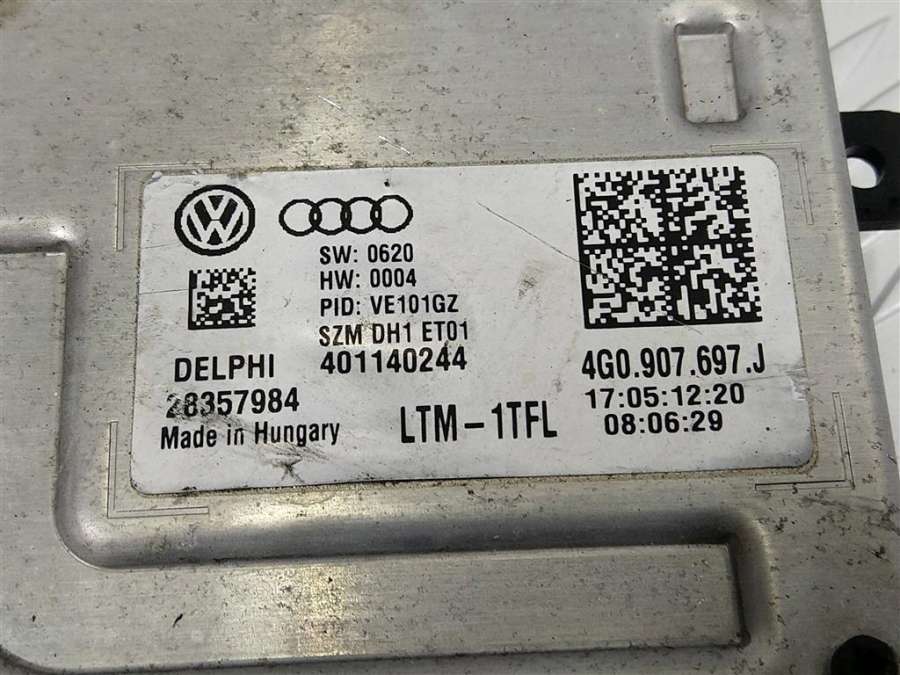 SW: 0620
HW: 0004
PID: VE101GZ
SZM DH1 ET01
DELPHI 401140244
28357984
Made in Hungary
LTM-1TFL
4G0.907.697.J
17:05:12:20
08:06:29